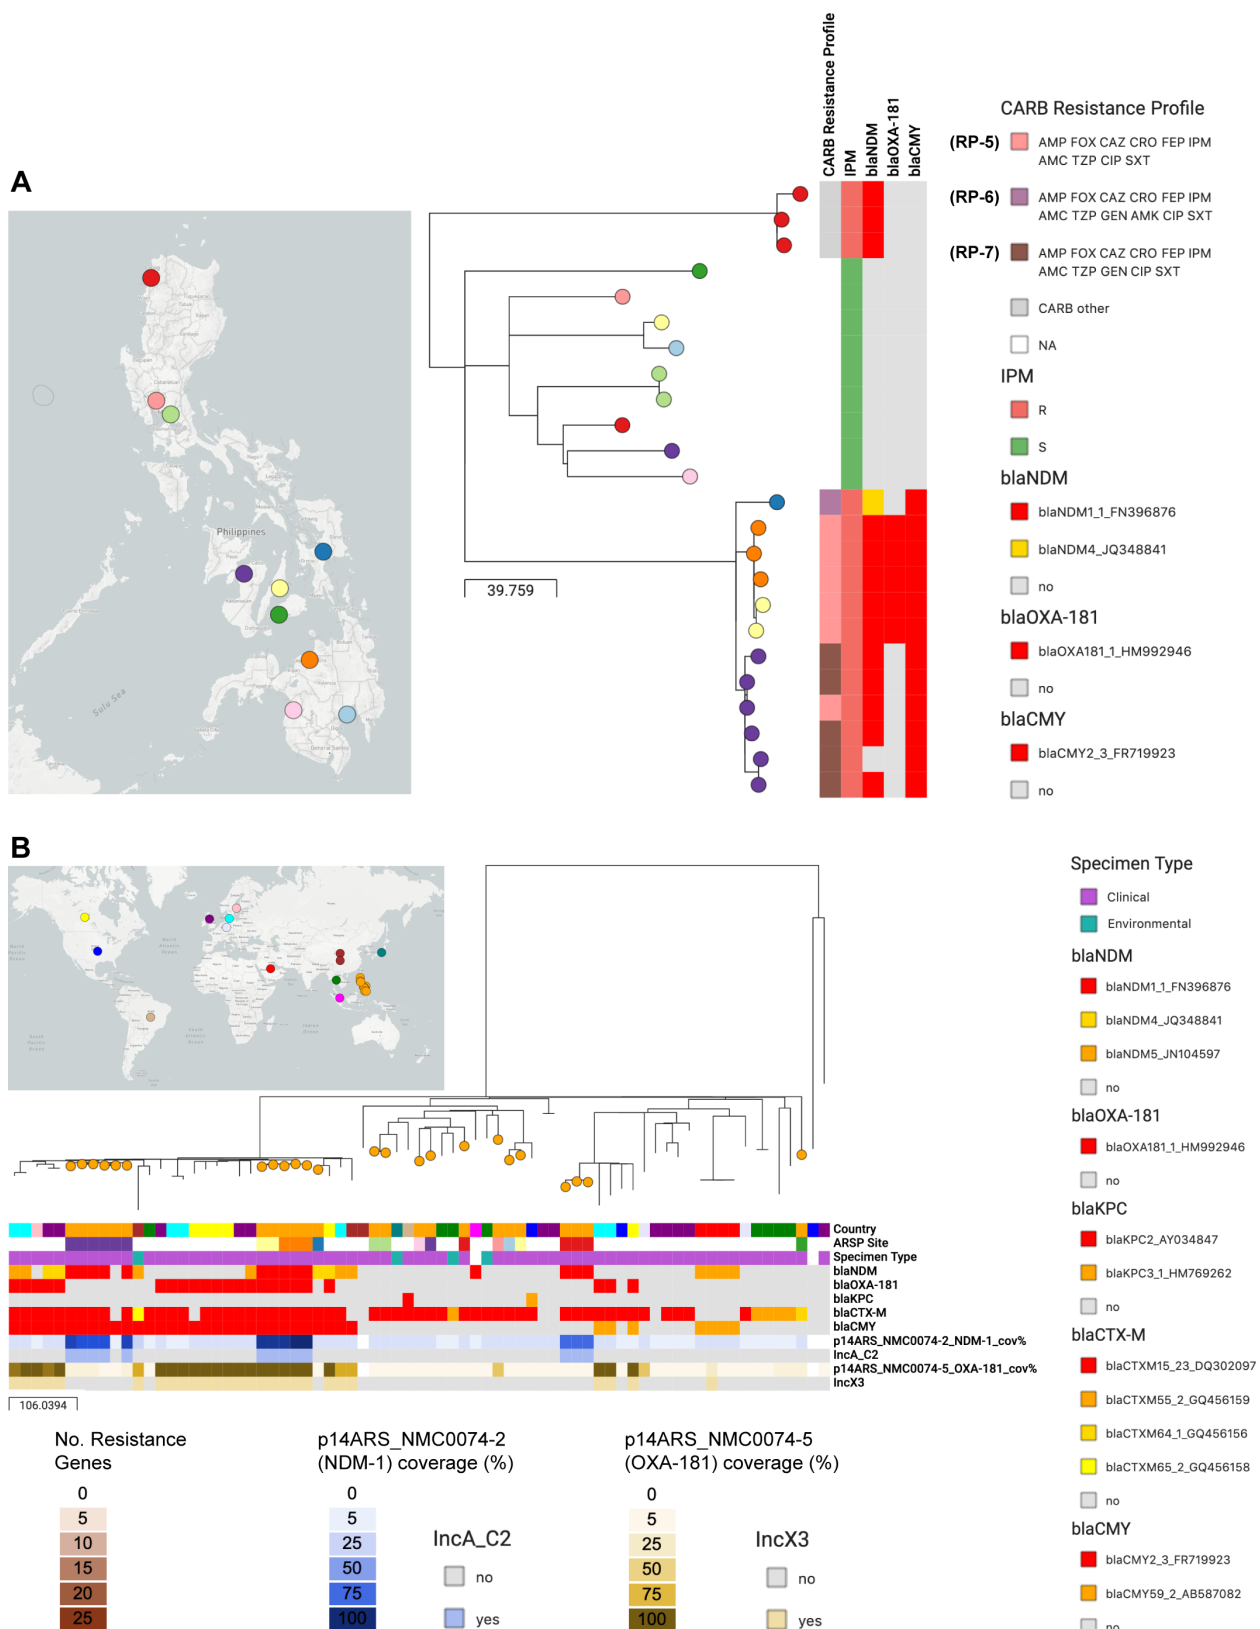 A
CARB Resistance Profile
IPM
blaNDM
blaOXA-181
blaCMY
CARB Resistance Profile
(RP-5)
AMP FOX CAZ CRO FEP IPM
AMC TZP CIP SXT
(RP-6)
AMP FOX CAZ CRO FEP IPM
AMC TZP GEN AMK CIP SXT
(RP-7)
AMP FOX CAZ CRO FEP IPM
AMC TZP GEN CIP SXT
CARB other
NA
IPM
R
S
blaNDM
blaNDM1_1_FN396876
blaNDM4_JQ348841
no
blaOXA-181
blaOXA181_1_HM992946
no
blaCMY
blaCMY2_3_FR719923
no
Philippines
Sulu Sea
39.759
B
Country
ARSP Site
Specimen Type
blaNDM
blaOXA-181
blaKPC
blaCTX-M
blaCMY
p14ARS_NMC0074-2_NDM-1_cov%
IncA_C2
p14ARS_NMC0074-5_OXA-181_cov%
IncX3
106.0394
Specimen Type
Clinical
Environmental
blaNDM
blaNDM1_1_FN396876
blaNDM4_JQ348841
blaNDM5_JN104597
no
blaOXA-181
blaOXA181_1_HM992946
no
blaKPC
blaKPC2_AY034847
blaKPC3_1_HM769262
no
blaCTX-M
blaCTXM15_23_DQ302097
blaCTXM55_2_GQ456159
blaCTXM64_1_GQ456156
blaCTXM65_2_GQ456158
no
blaCMY
blaCMY2_3_FR719923
blaCMY59_2_AB587082
no
No. Resistance
Genes
0
5
10
15
20
25
p14ARS_NMC0074-2
(NDM-1) coverage (%)
0
5
25
50
75
100
IncA_C2
no
yes
p14ARS_NMC0074-5
(OXA-181) coverage (%)
0
5
25
50
75
100
IncX3
no
yes